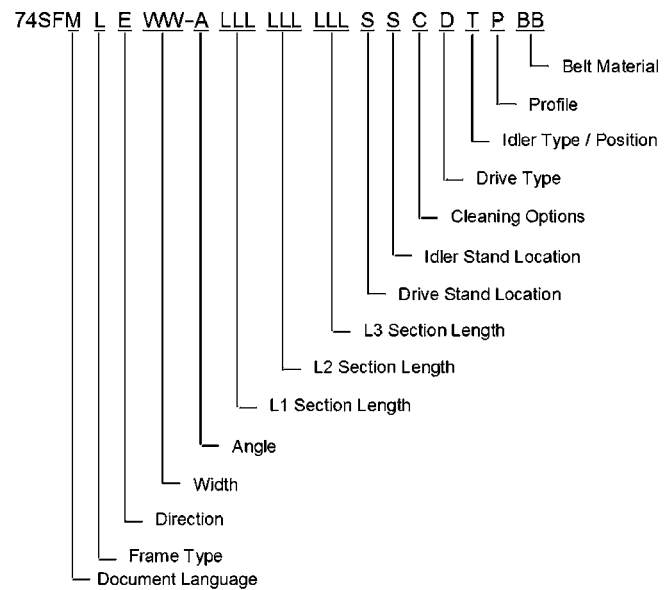 74SFM L E WW-A LLL LLL LLL S S C D T P BB
Belt Material
Profile
Idler Type / Position
Drive Type
Cleaning Options
Idler Stand Location
Drive Stand Location
L3 Section Length
L2 Section Length
L1 Section Length
Angle
Width
Direction
Frame Type
Document Language